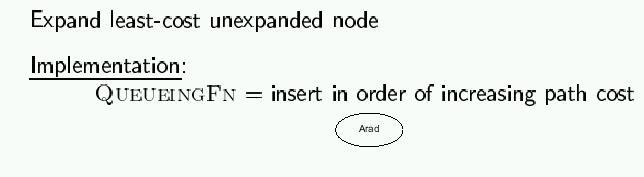 Expand least-cost unexpanded node
Implementation:
QUEUEINGFN = insert in order of increasing path cost
Arad